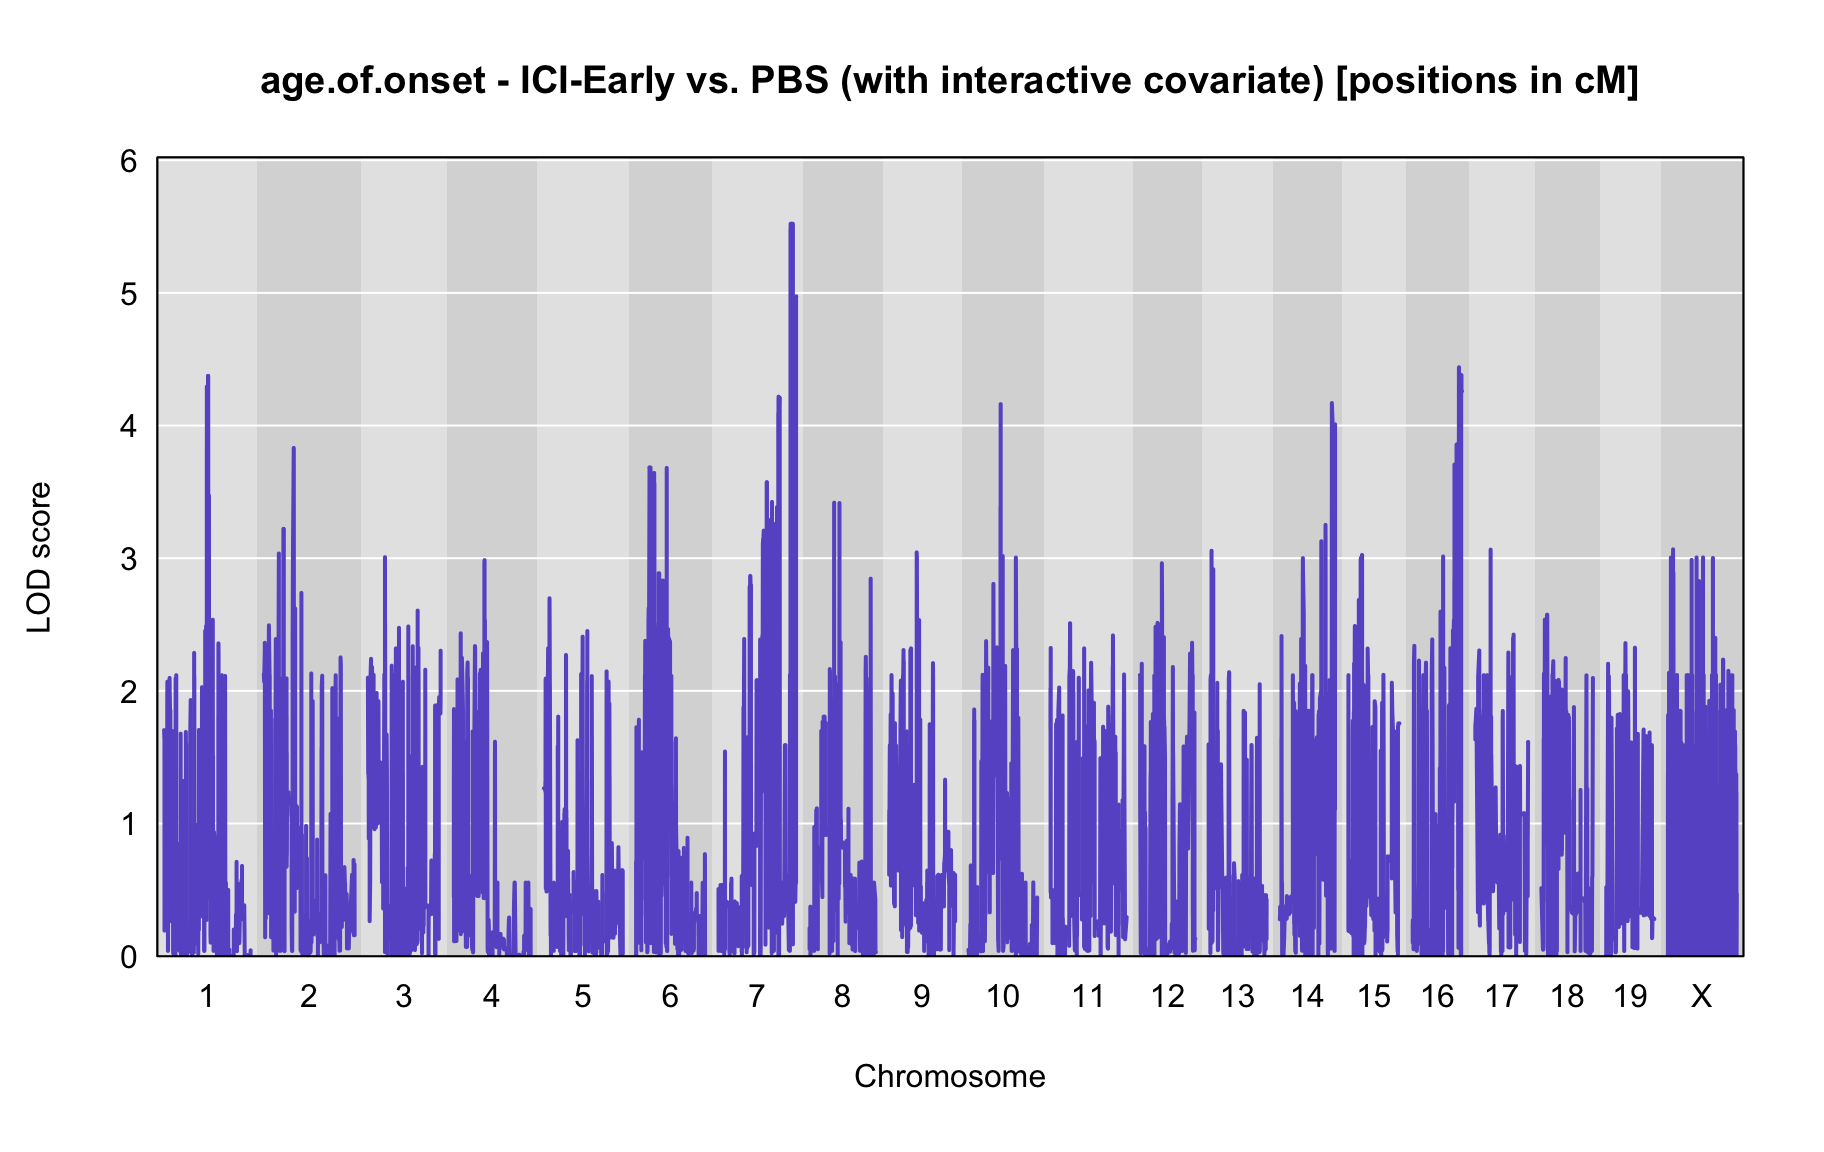 age.of.onset - ICI-Early vs. PBS (with interactive covariate) [positions in cM]
6
5
4
3
2
1
0
LOD score
1 2 3 4 5 6 7 8 9 10 11 12 13 14 15 16 17 18 19 X
Chromosome